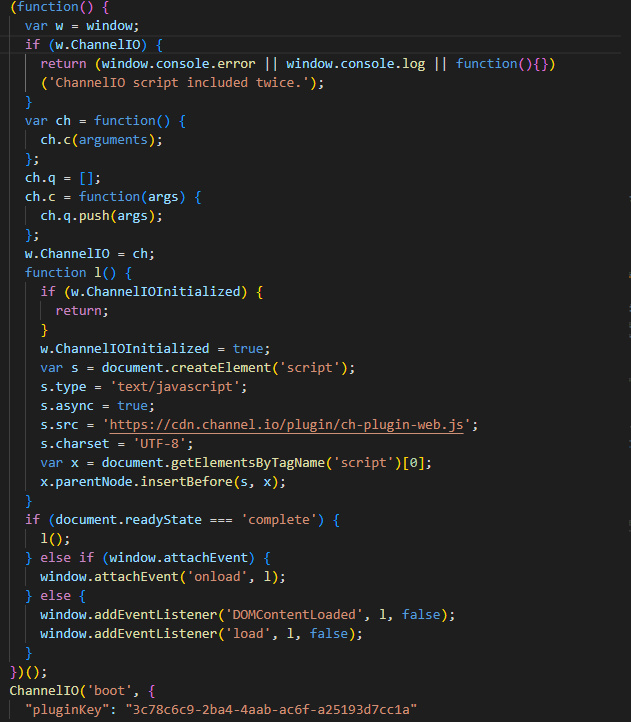 (function() {
var w = window;
if (w.ChannelIO) {
return (window.console.error || window.console.log || function(){})
('ChannelIO script included twice.');
}
var ch = function() {
ch.c(arguments);
};
ch.q = [];
ch.c = function(args) {
ch.q.push(args);
};
w.ChannelIO = ch;
function l() {
if (w.ChannelIOInitialized) {
return;
}
w.ChannelIOInitialized = true;
var s = document.createElement('script');
s.type = 'text/javascript';
s.async = true;
s.src = 'https://cdn.channel.io/plugin/ch-plugin-web.js';
s.charset = 'UTF-8';
var x = document.getElementsByTagName('script')[0];
x.parentNode.insertBefore(s, x);
}
if (document.readyState === 'complete') {
l();
} else if (window.attachEvent) {
window.attachEvent('onload', l);
} else {
window.addEventListener('DOMContentLoaded', l, false);
window.addEventListener('load', l, false);
}
})();
ChannelIO('boot', {
"pluginKey": "3c78c6c9-2ba4-4aab-ac6f-a25193d7cc1a"